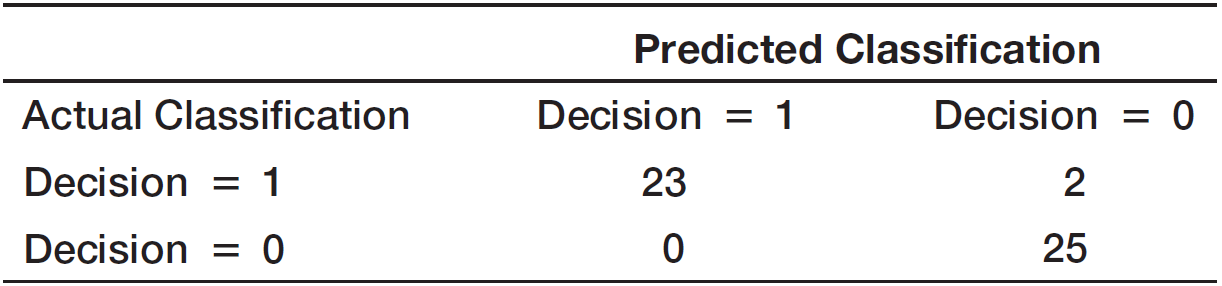 Predicted Classification
Actual Classification Decision = 1 Decision = 0
Decision = 1 23 2
Decision = 0 0 25